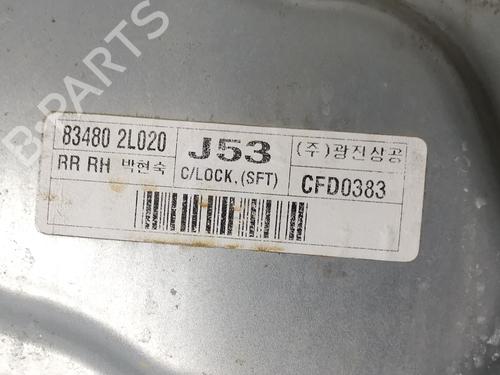 83480 2L020
RR RH 박현숙
J53
C/LOCK.(SFT)
(주)광진상공
CFD0383
B-PARTS